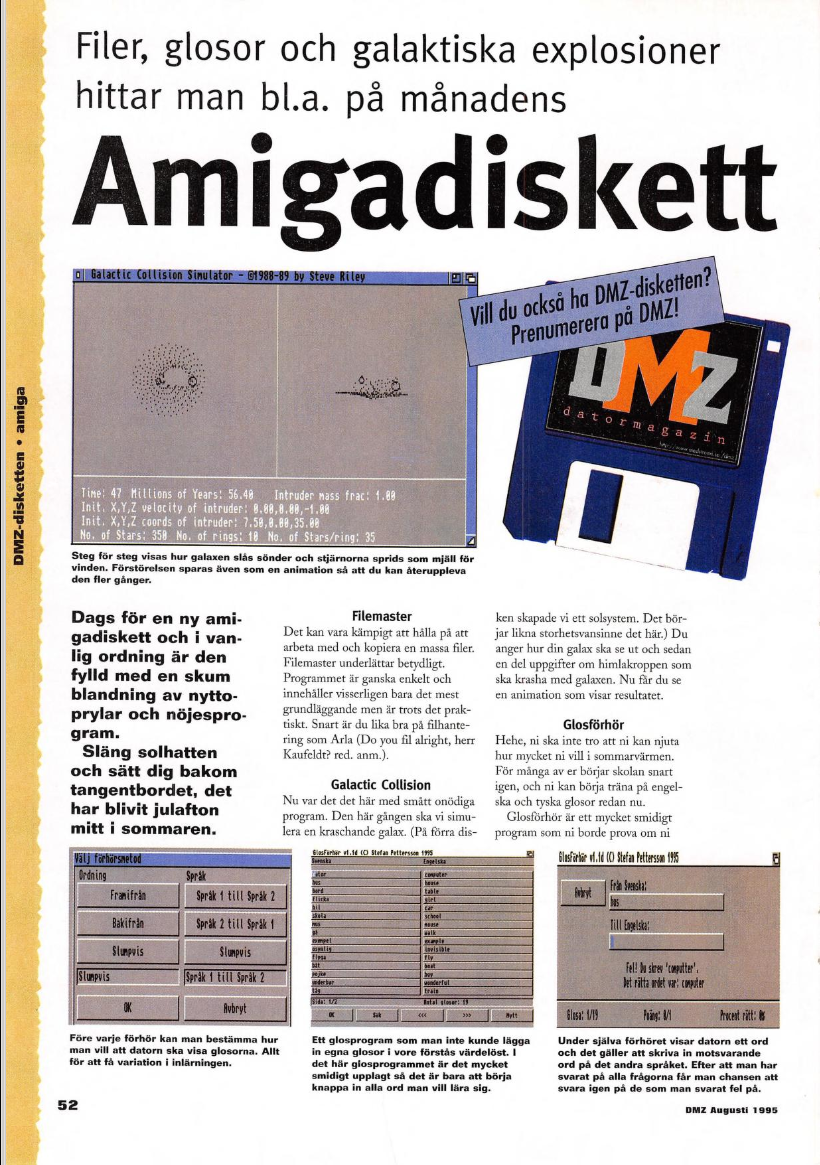 Filer, glosor och galaktiska explosioner
hittar man bl.a. på månadens
Amigadiskett
DMZ-disketten • amiga
Galactic Collision Simulator - ©1988-89 by Steve Riley
Time: 47 Millions of Years: 56.40 Intruder mass frac: 1.00
Init. X,Y,Z velocity of intruder: 0.00,0.00,-1.00
Init. X,Y,Z coords of intruder: 7.50,0.00,35.00
No. of Stars: 350 No. of rings: 10 No. of Stars/ring: 35
Vill du också ha DMZ-disketten?
Prenumerera på DMZ!
DMZ
datormagazin
Steg för steg visas hur galaxen slås sönder och stjärnorna sprids som mjäll för
vinden. Förstörelsen sparas även som en animation så att du kan återuppleva
den fler gånger.
Dags för en ny ami-
gadiskett och i van-
lig ordning är den
fylld med en skum
blandning av nytto-
prylar och nöjespro-
gram.
Släng solhatten
och sätt dig bakom
tangentbordet, det
har blivit julafton
mitt i sommaren.
Filemaster
Det kan vara kämpigt att hålla på att
arbeta med och kopiera en massa filer.
Filemaster underlättar betydligt.
Programmet är ganska enkelt och
innehåller visserligen bara det mest
grundläggande men är trots det prak-
tiskt. Snart är du lika bra på filhante-
ring som Arla (Do you fil alright, herr
Kaufeldt? red. anm.).
Galactic Collision
Nu var det det här med smått onödiga
program. Den här gången ska vi simu-
lera en kraschande galax. (På förra dis-
ken skapade vi ett solsystem. Det bör-
jar likna storhetsvansinne det här.) Du
anger hur din galax ska se ut och sedan
en del uppgifter om himlakroppen som
ska krasha med galaxen. Nu får du se
en animation som visar resultatet.
Glosförhör
Hehe, ni ska inte tro att ni kan njuta
hur mycket ni vill i sommarvärmen.
För många av er börjar skolan snart
igen, och ni kan börja träna på engel-
ska och tyska glosor redan nu.
Glosförhör är ett mycket smidigt
program som ni borde prova om ni
Välj förhörsmetod
Ordning Språk
Framifrån Språk 1 till Språk 2
Bakifrån Språk 2 till Språk 1
Slumpvis Slumpvis
Slumpvis Språk 1 till Språk 2
OK Avbryt
Före varje förhör kan man bestämma hur
man vill att datorn ska visa glosorna. Allt
för att få variation i inlärningen.
Glosförhör v1.1d (C) Stefan Pettersson 1995
Svenska Engelska
ator computer
hus house
bord table
flicka girl
bil car
skola school
mus mouse
gå walk
exempel example
osynlig invisible
flyga fly
båt boat
pojke boy
underbar wonderful
tåg train
Sida: 1/2 Antal glosor: 19
OK Sök <<< >>> Nytt
Ett glosprogram som man inte kunde lägga
in egna glosor i vore förstås värdelöst. I
det här glosprogrammet är det mycket
smidigt upplagt så det är bara att börja
knappa in alla ord man vill lära sig.
Glosförhör v1.1d (C) Stefan Pettersson 1995
Avbryt
Från Svenska:
hus
Till Engelska:
Fel! Du skrev 'computter'.
Det rätta ordet var: computer
Glosa: 1/19 Poäng: 0/1 Procent rätt: 0%
Under själva förhöret visar datorn ett ord
och det gäller att skriva in motsvarande
ord på det andra språket. Efter att man har
svarat på alla frågorna får man chansen att
svara igen på de som man svarat fel på.
52
DMZ Augusti 1995